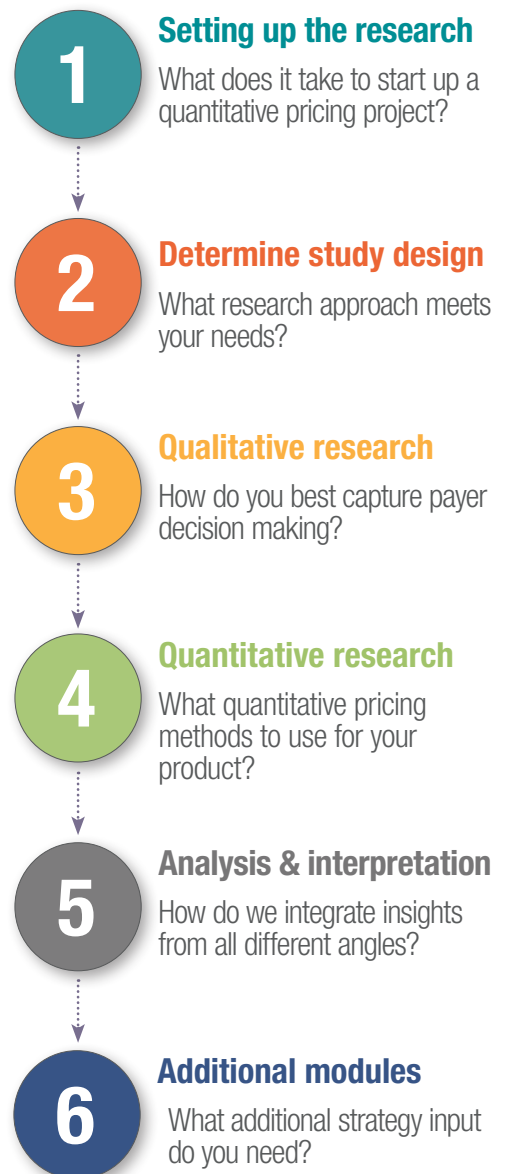 1
Setting up the research
What does it take to start up a
quantitative pricing project?
2
Determine study design
What research approach meets
your needs?
3
Qualitative research
How do you best capture payer
decision making?
4
Quantitative research
What quantitative pricing
methods to use for your
product?
5
Analysis & interpretation
How do we integrate insights
from all different angles?
6
Additional modules
What additional strategy input
do you need?